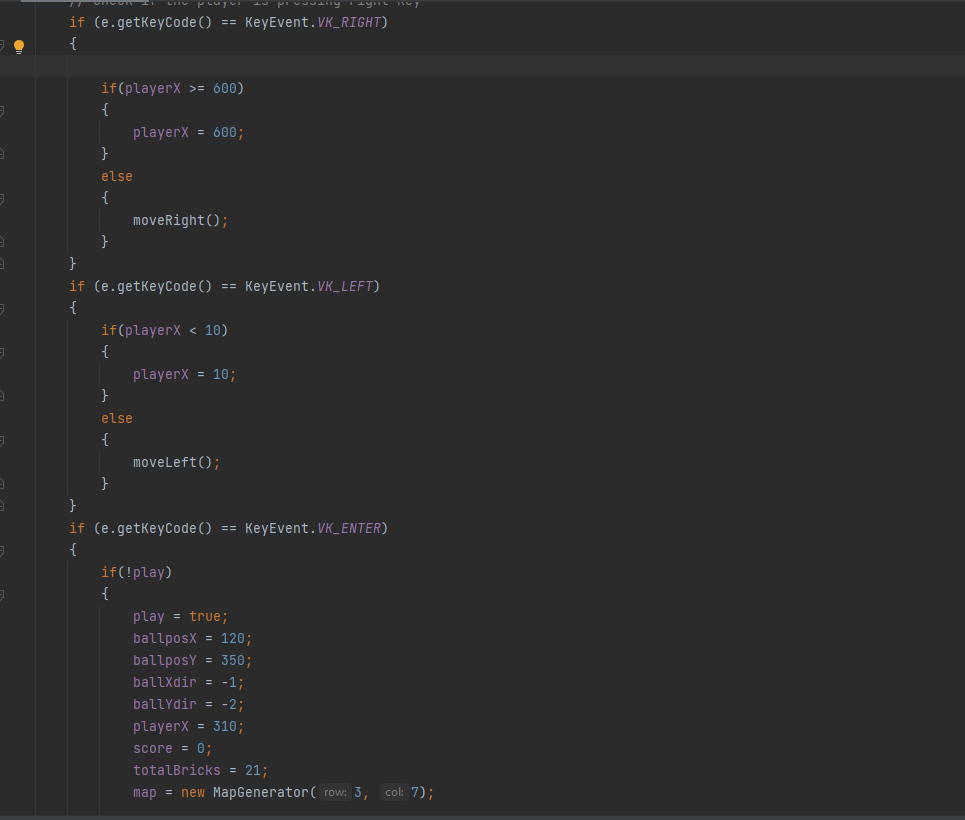 // Check if the player is pressing right key
if (e.getKeyCode() == KeyEvent.VK_RIGHT)
{
if(playerX >= 600)
{
playerX = 600;
}
else
{
moveRight();
}
}
if (e.getKeyCode() == KeyEvent.VK_LEFT)
{
if(playerX < 10)
{
playerX = 10;
}
else
{
moveLeft();
}
}
if (e.getKeyCode() == KeyEvent.VK_ENTER)
{
if(!play)
{
play = true;
ballposX = 120;
ballposY = 350;
ballXdir = -1;
ballYdir = -2;
playerX = 310;
score = 0;
totalBricks = 21;
map = new MapGenerator( row: 3, col: 7);